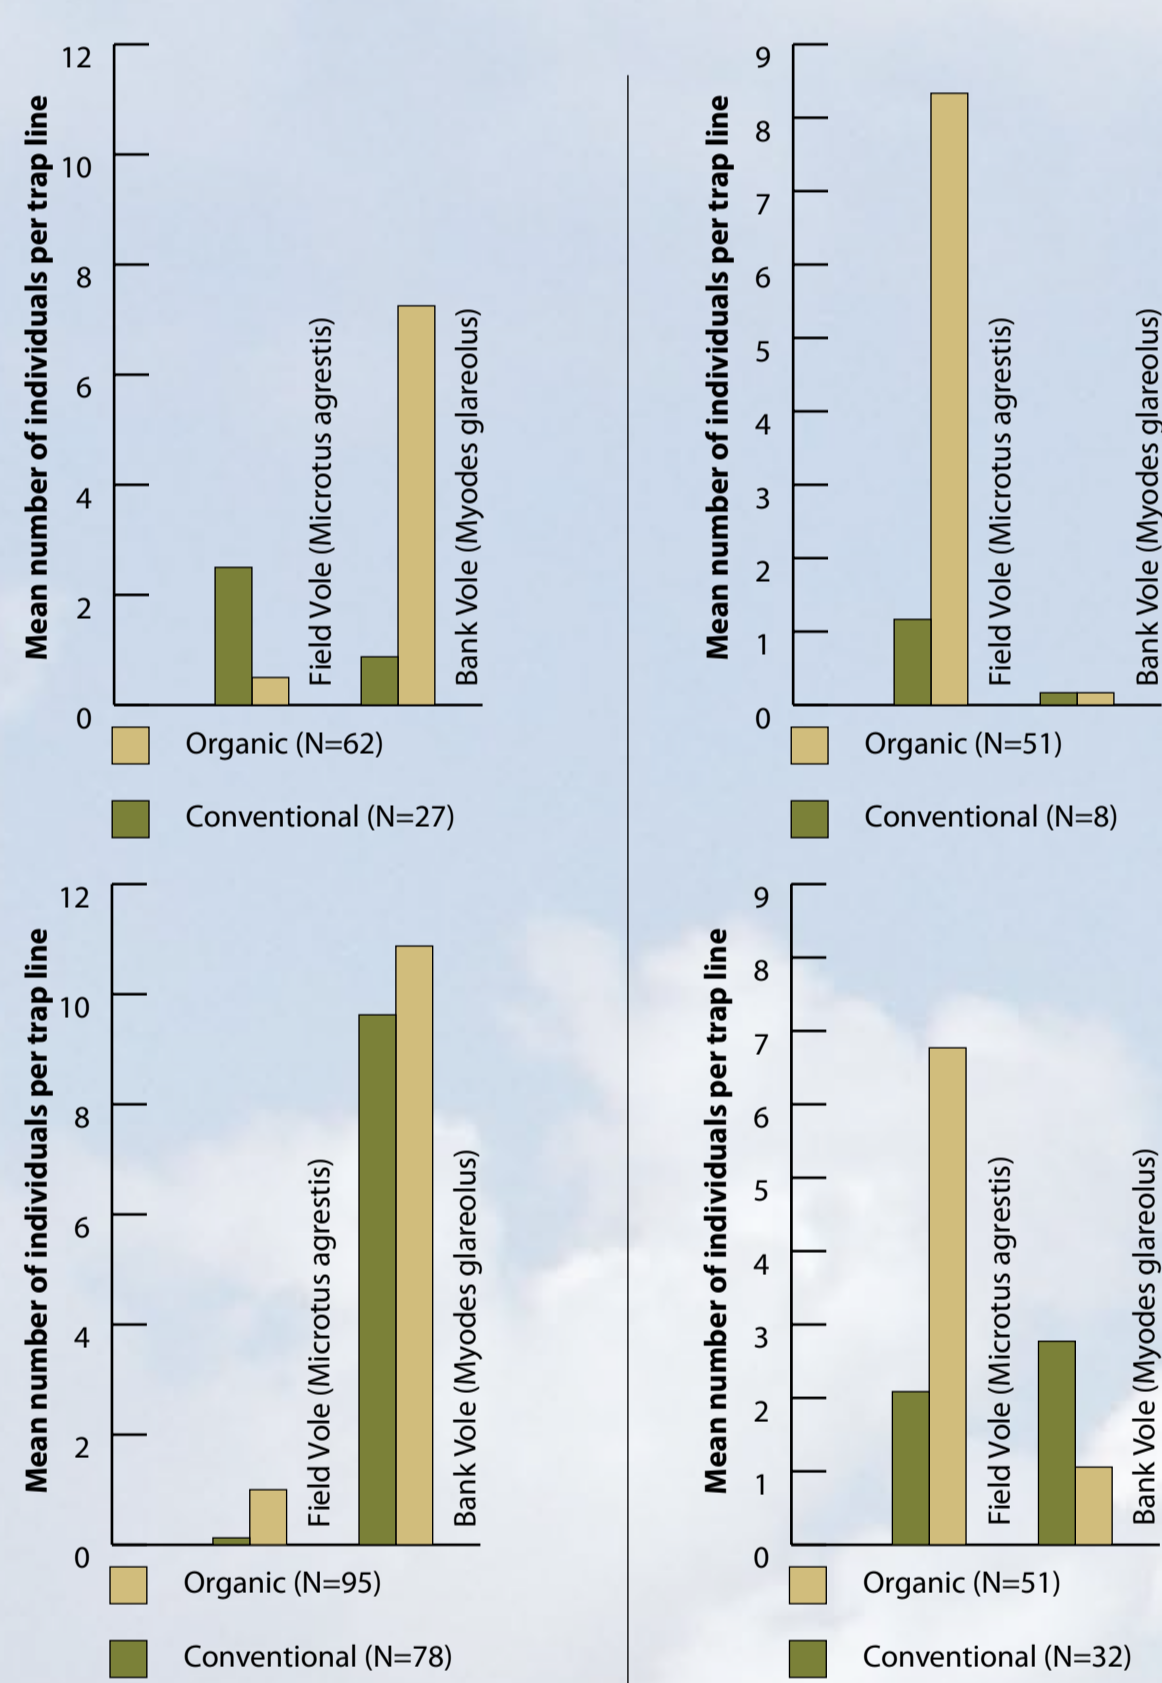 Mean number of individuals per trap line
12
10
8
6
4
2
0
Field Vole (Microtus agrestis)
Bank Vole (Myodes glareolus)
Organic (N=62)
Conventional (N=27)
Mean number of individuals per trap line
9
8
7
6
5
4
3
2
1
0
Field Vole (Microtus agrestis)
Bank Vole (Myodes glareolus)
Organic (N=51)
Conventional (N=8)
Mean number of individuals per trap line
12
10
8
6
4
2
0
Field Vole (Microtus agrestis)
Bank Vole (Myodes glareolus)
Organic (N=95)
Conventional (N=78)
Mean number of individuals per trap line
9
8
7
6
5
4
3
2
1
0
Field Vole (Microtus agrestis)
Bank Vole (Myodes glareolus)
Organic (N=51)
Conventional (N=32)